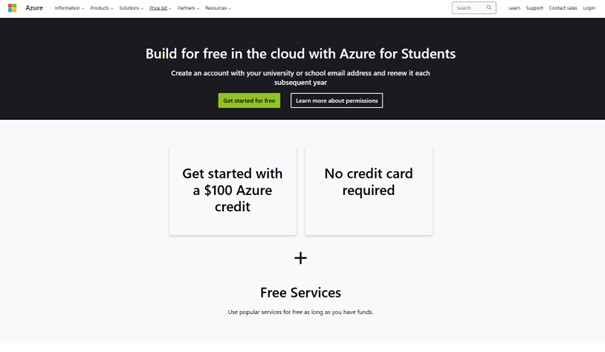 Azure Information Products Solutions Price list Partners Resources Search Learn Support Contact sales Login
Build for free in the cloud with Azure for Students
Create an account with your university or school email address and renew it each
subsequent year
Get started for free Learn more about permissions
Get started with
a $100 Azure
credit
No credit card
required
+
Free Services
Use popular services for free as long as you have funds.